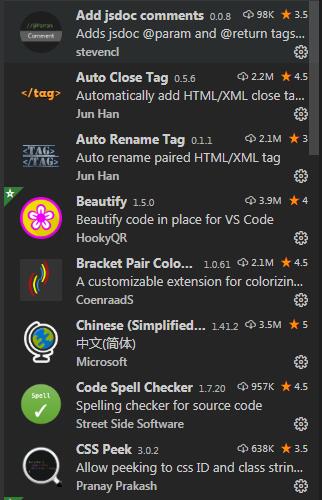 //@Param
Comment
Add jsdoc comments 0.0.8 98K ★ 3.5
Adds jsdoc @param and @return tags...
stevencl
</tag>
Auto Close Tag 0.5.6 2.2M ★ 4.5
Automatically add HTML/XML close ta...
Jun Han
<TAG>
</TAG>
Auto Rename Tag 0.1.1 2.1M ★ 3
Auto rename paired HTML/XML tag
Jun Han
Beautify 1.5.0 3.9M ★ 4
Beautify code in place for VS Code
HookyQR
Bracket Pair Colo... 1.0.61 2.1M ★ 4.5
A customizable extension for colorizin...
CoenraadS
Chinese (Simplified... 1.41.2 3.5M ★ 5
中文(简体)
Microsoft
Spell
Code Spell Checker 1.7.20 957K ★ 4.5
Spelling checker for source code
Street Side Software
CSS Peek 3.0.2 638K ★ 3.5
Allow peeking to css ID and class strin...
Pranay Prakash